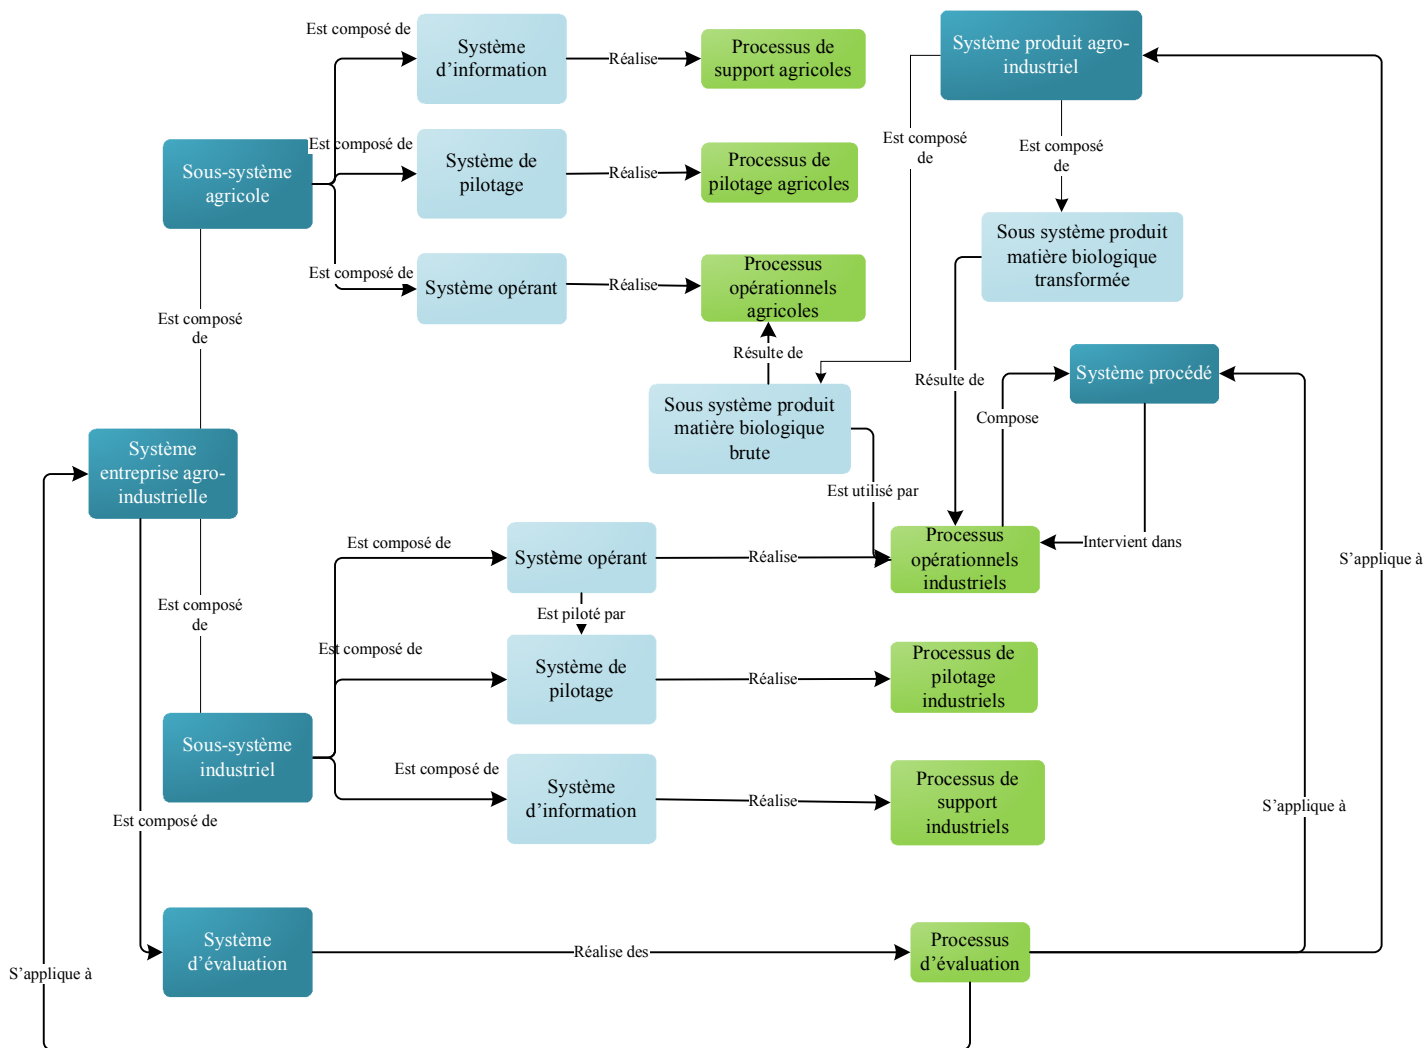 Est composé de
Système
d’information
Réalise
Processus de
support agricoles
Système produit agro-
industriel
Est composé de
Système de
pilotage
Réalise
Processus de
pilotage agricoles
Est composé
de
Est composé
de
Sous-système
agricole
Est composé de
Système opérant
Réalise
Processus
opérationnels
agricoles
Sous système produit
matière biologique
transformée
Est composé
de
Résulte de
Résulte de
Système procédé
Sous système produit
matière biologique
brute
Compose
Système
entreprise agro-
industrielle
Est utilisé par
Est composé de
Système opérant
Réalise
Processus
opérationnels
industriels
Intervient dans
S’applique à
Est composé
de
Est piloté par
Est composé de
Système de
pilotage
Réalise
Processus de
pilotage
industriels
Sous-système
industriel
Est composé de
Système
d’information
Réalise
Processus de
support
industriels
Est composé de
S’applique à
Système
d’évaluation
Réalise des
Processus
d’évaluation
S’applique à